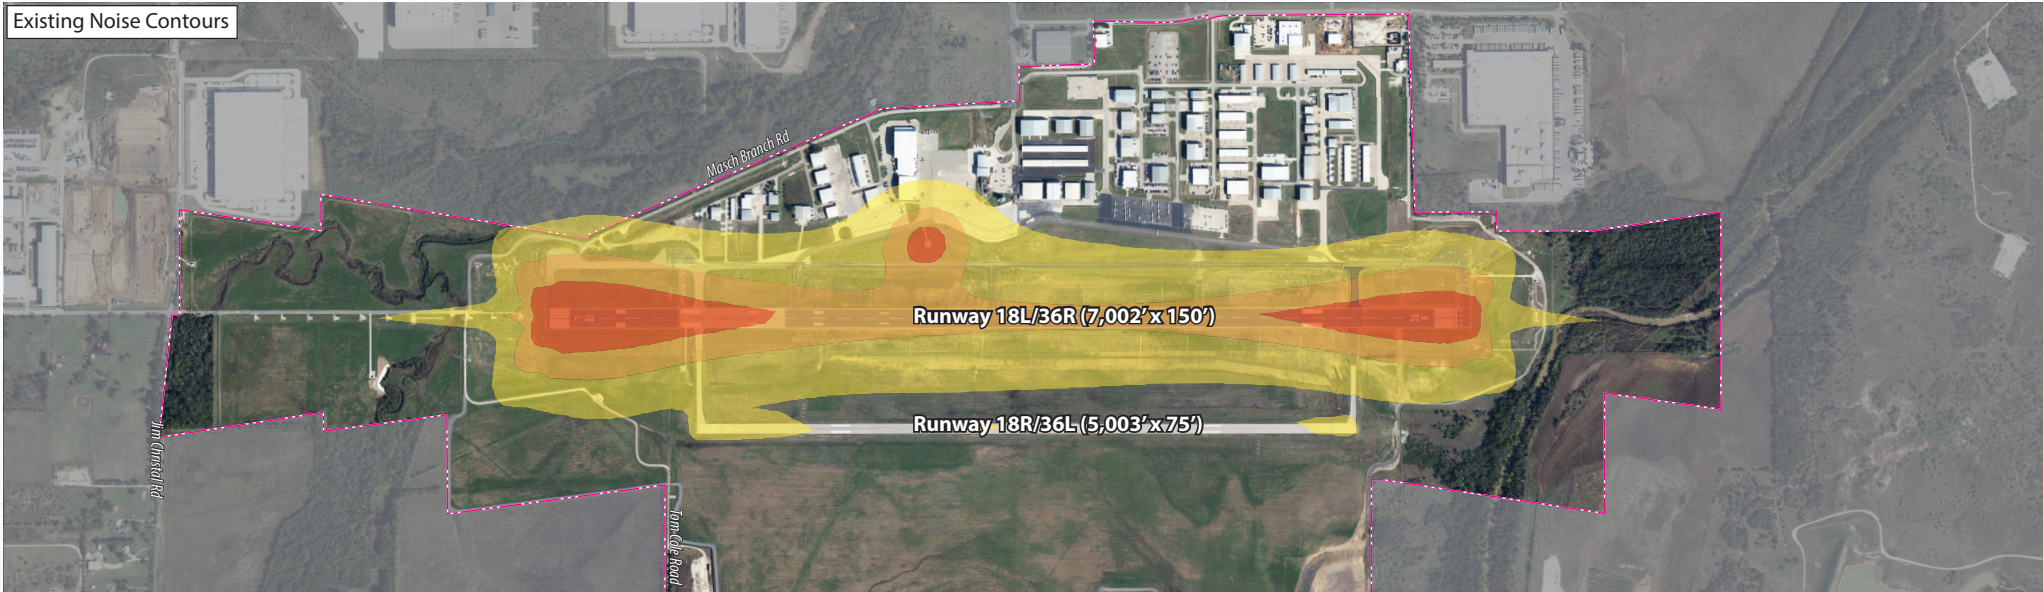 Existing Noise Contours
Masch Branch Rd
Runway 18L/36R (7,002’ x 150’)
Runway 18R/36L (5,003’ x 75’)
Jim Christal Rd
Tom Cole Road